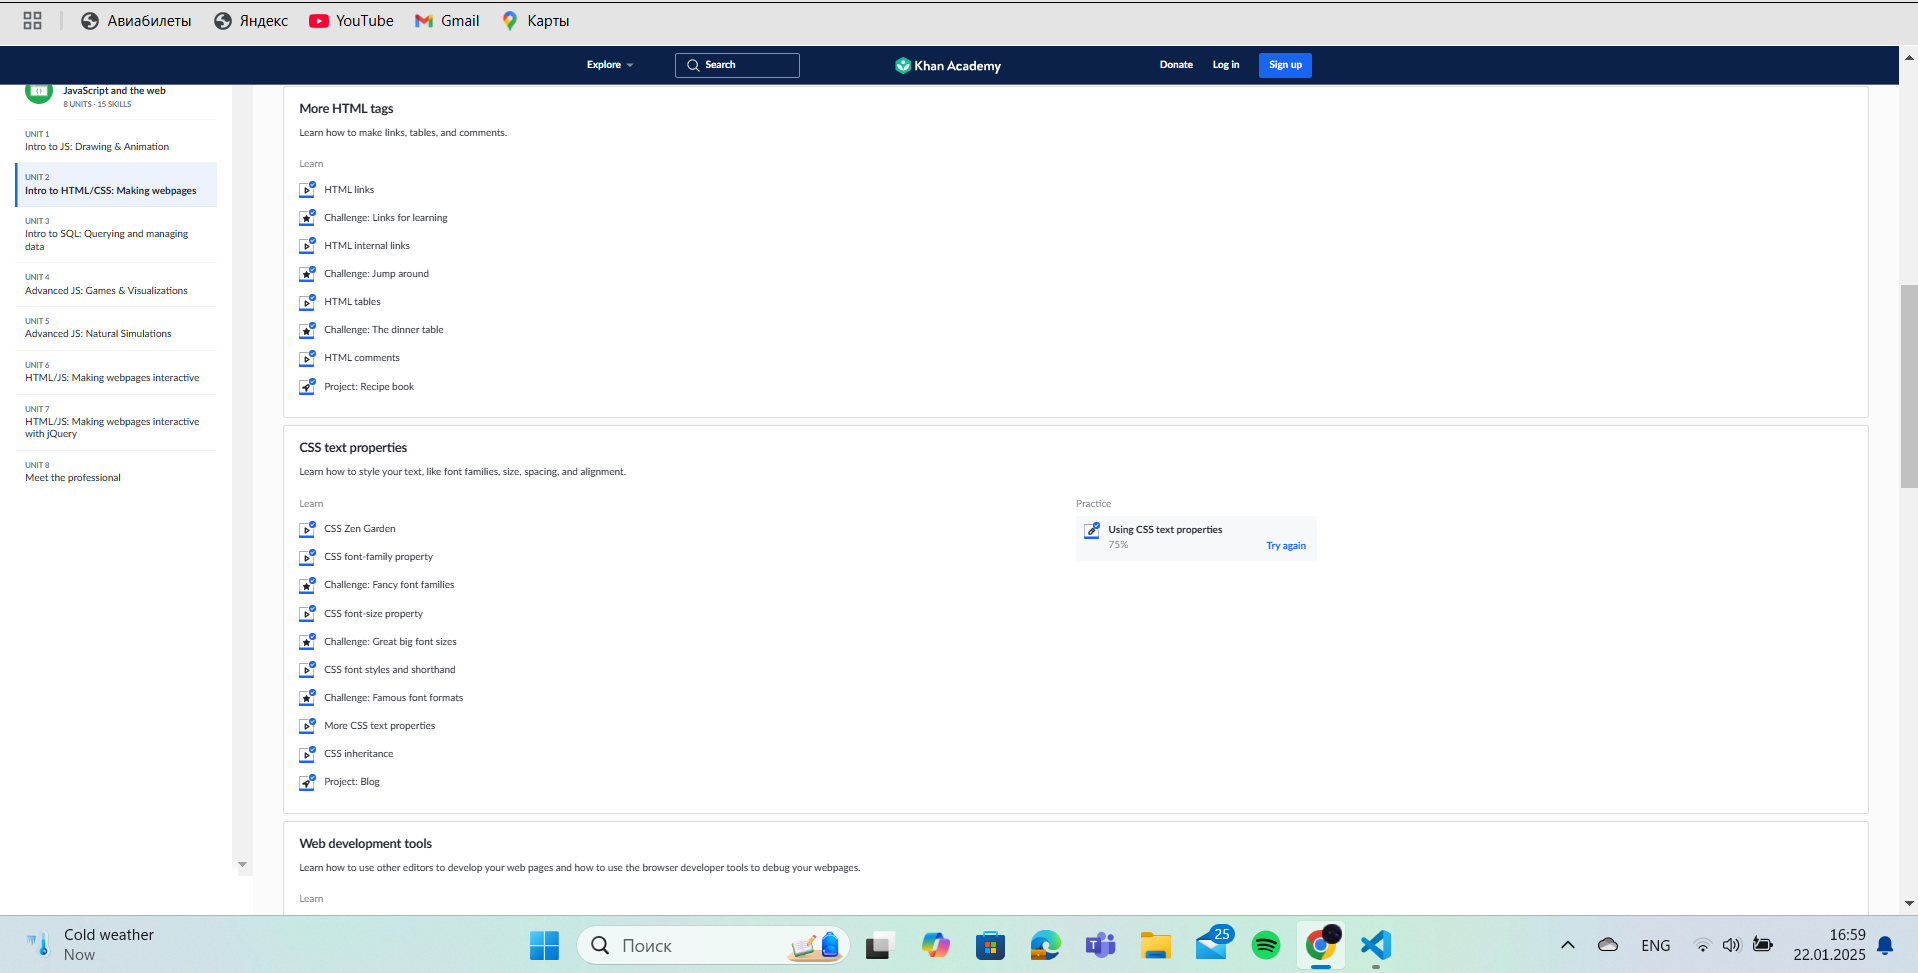 Авиабилеты
Яндекс
YouTube
Gmail
Карты
Explore
Search
Khan Academy
Donate
Log in
Sign up
JavaScript and the web
8 UNITS · 15 SKILLS
UNIT 1
Intro to JS: Drawing & Animation
UNIT 2
Intro to HTML/CSS: Making webpages
UNIT 3
Intro to SQL: Querying and managing
data
UNIT 4
Advanced JS: Games & Visualizations
UNIT 5
Advanced JS: Natural Simulations
UNIT 6
HTML/JS: Making webpages interactive
UNIT 7
HTML/JS: Making webpages interactive
with jQuery
UNIT 8
Meet the professional
More HTML tags
Learn how to make links, tables, and comments.
Learn
HTML links
Challenge: Links for learning
HTML internal links
Challenge: Jump around
HTML tables
Challenge: The dinner table
HTML comments
Project: Recipe book
CSS text properties
Learn how to style your text, like font families, size, spacing, and alignment.
Learn
CSS Zen Garden
CSS font-family property
Challenge: Fancy font families
CSS font-size property
Challenge: Great big font sizes
CSS font styles and shorthand
Challenge: Famous font formats
More CSS text properties
CSS inheritance
Project: Blog
Practice
Using CSS text properties
75%
Try again
Web development tools
Learn how to use other editors to develop your web pages and how to use the browser developer tools to debug your webpages.
Learn
Cold weather
Now
Поиск
25
ENG
16:59
22.01.2025